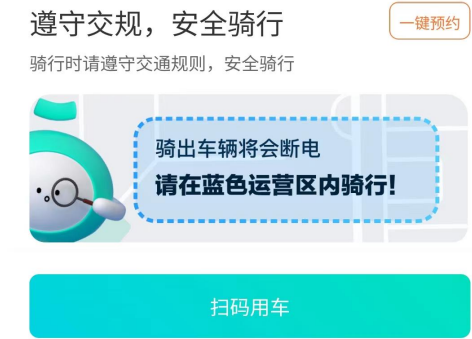 遵守交规，安全骑行
一键预约
骑行时请遵守交通规则，安全骑行
骑出车辆将会断电
请在蓝色运营区内骑行!
扫码用车